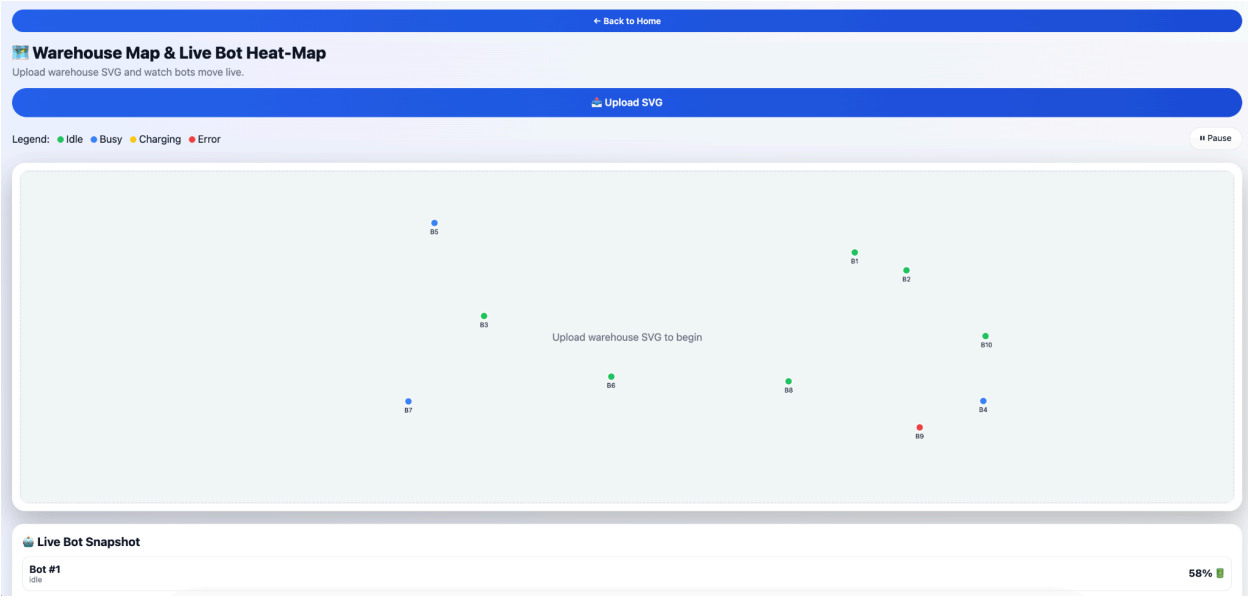 ← Back to Home
Warehouse Map & Live Bot Heat-Map
Upload warehouse SVG and watch bots move live.
Upload SVG
Legend: Idle Busy Charging Error
Pause
B5
B1
B2
B3
Upload warehouse SVG to begin
B10
B6
B8
B7
B4
B9
Live Bot Snapshot
Bot #1
idle
58%